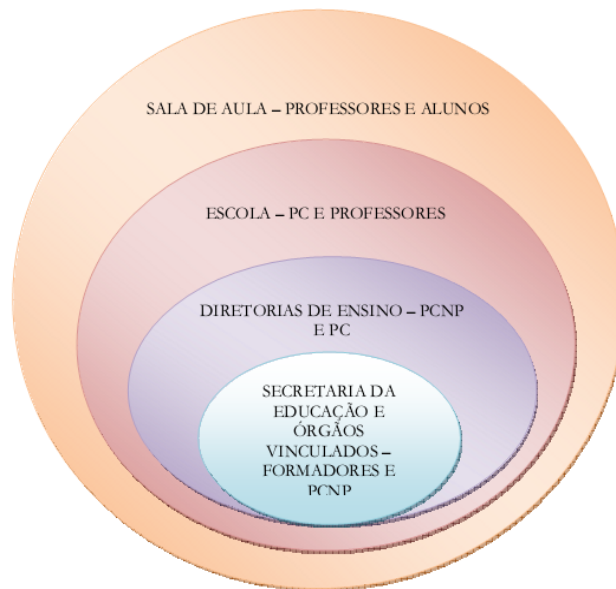 SALA DE AULA – PROFESSORES E ALUNOS
ESCOLA – PC E PROFESSORES
DIRETORIAS DE ENSINO – PCNP
E PC
SECRETARIA DA
EDUCAÇÃO E
ÓRGÃOS
VINCULADOS –
FORMADORES E
PCNP